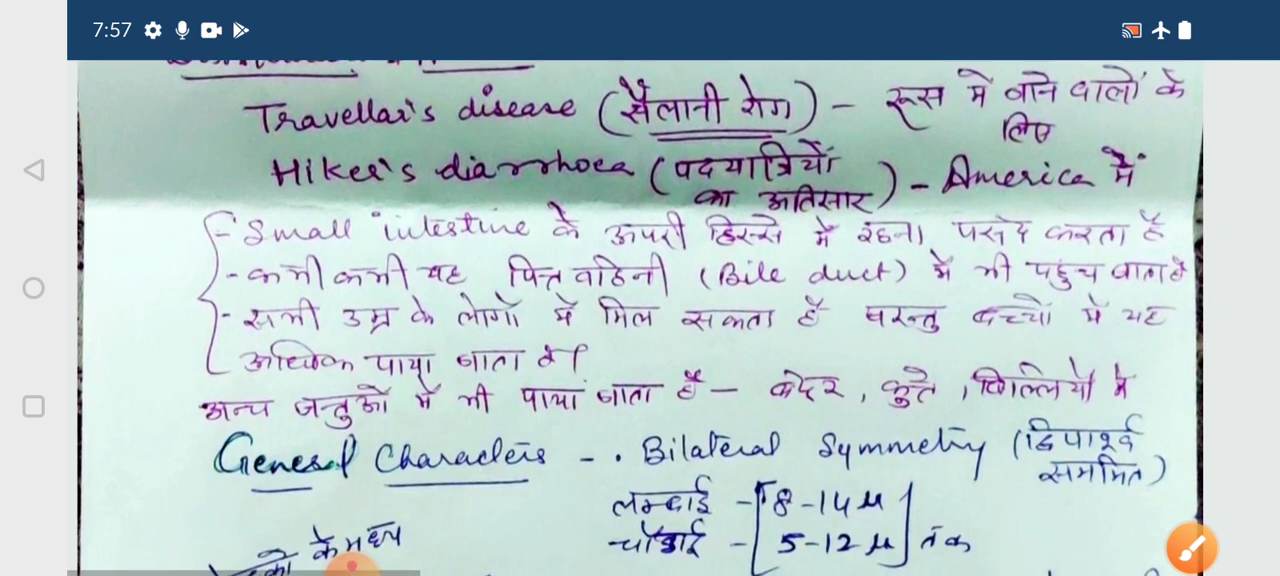 7:57
Travellar's disease (सैलानी रोग) - रूस में जाने वालों के लिए
Hiker's diarrhoea (पदयात्रियों का अतिसार) - America में
- Small intestine के ऊपरी हिस्से में रहना पसंद करता है
- कभी कभी यह पित्त वाहिनी (Bile duct) में भी पहुंच जाता है
- सभी उम्र के लोगों में मिल सकता है परन्तु बच्चों में यह
अधिक पाया जाता है।
अन्य जन्तुओं में भी पाया जाता है - बंदर, कुत्ते, बिल्लियों में
General Characters - . Bilateral Symmetry (द्विपार्श्व सममित)
लम्बाई - [8-14 µ
चौड़ाई - 5-12 µ] तक
के मध्य